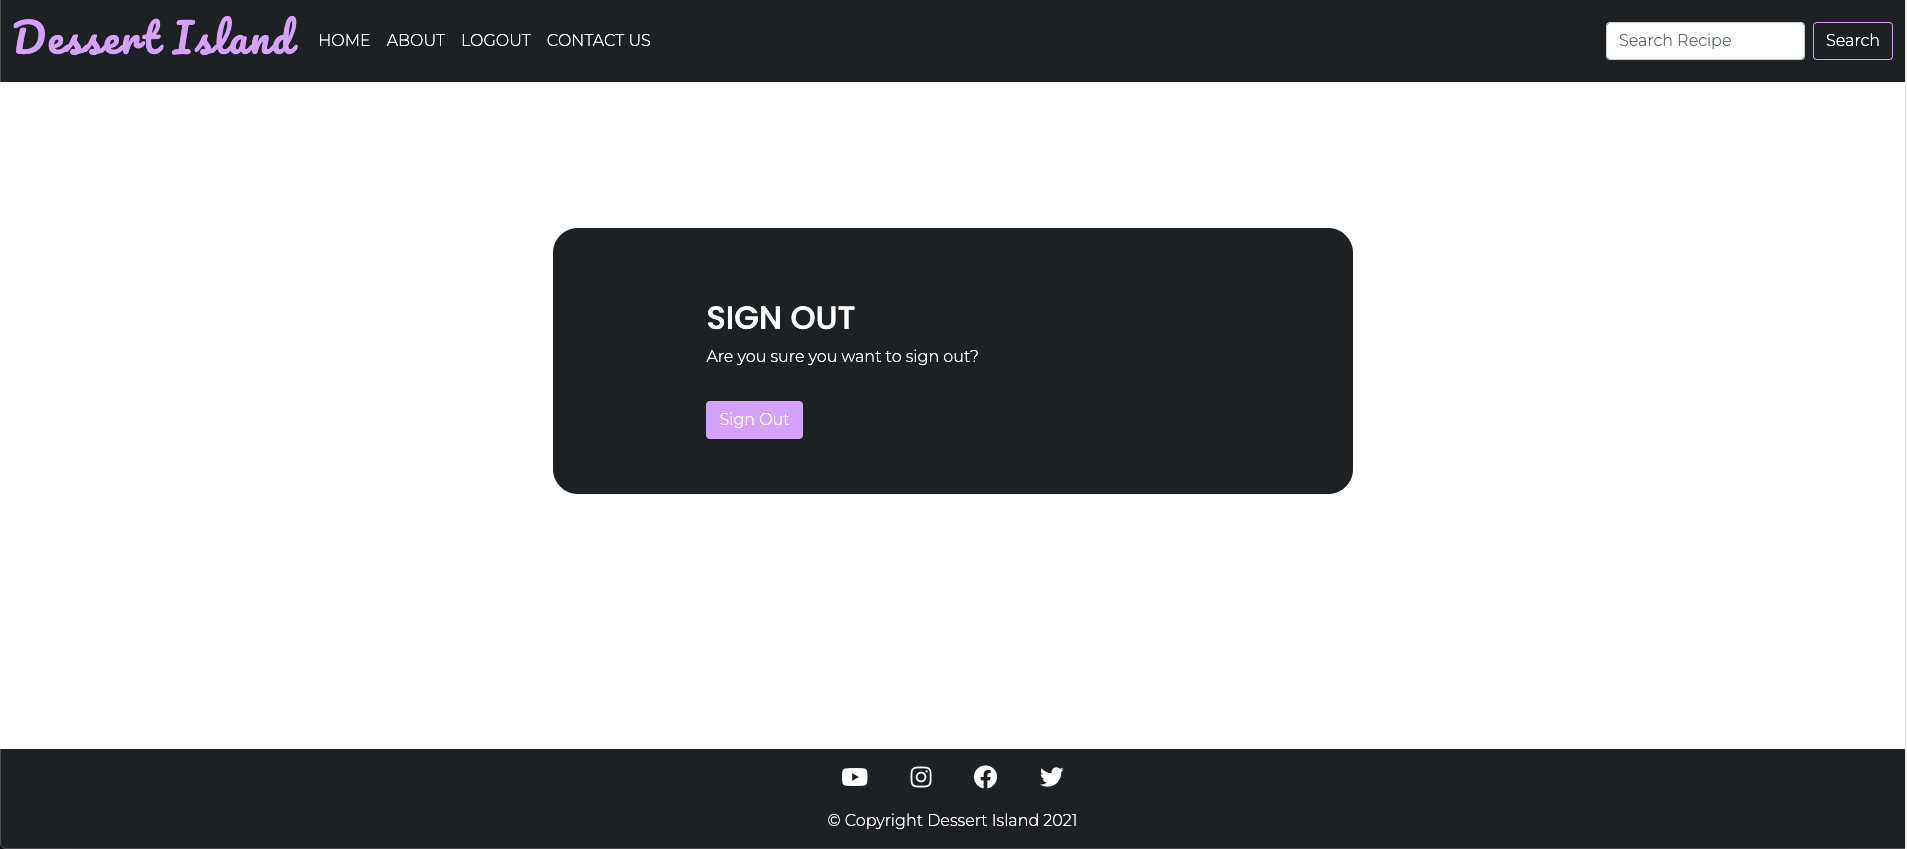 Dessert Island HOME ABOUT LOGOUT CONTACT US Search Recipe Search
SIGN OUT
Are you sure you want to sign out?
Sign Out
© Copyright Dessert Island 2021